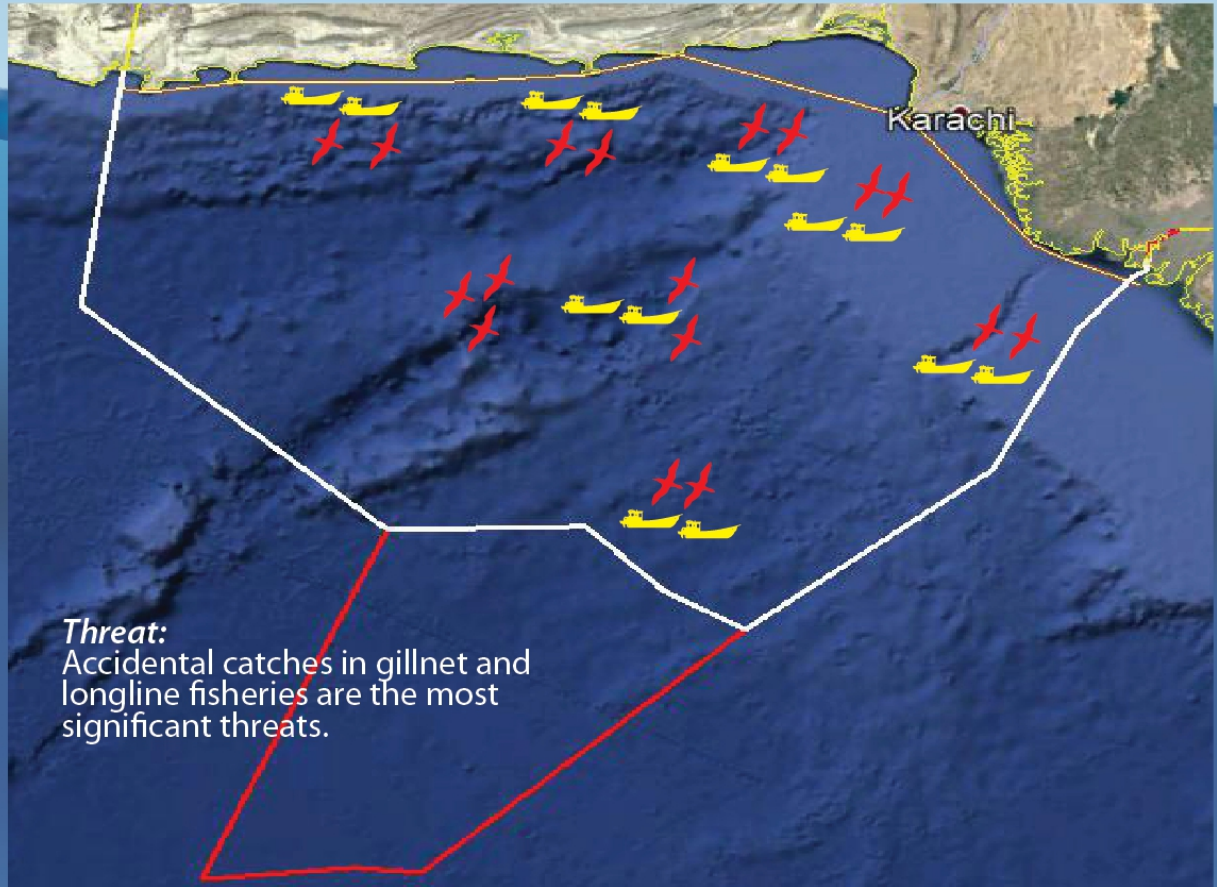 Karachi
Threat:
Accidental catches in gillnet and
longline fisheries are the most
significant threats.